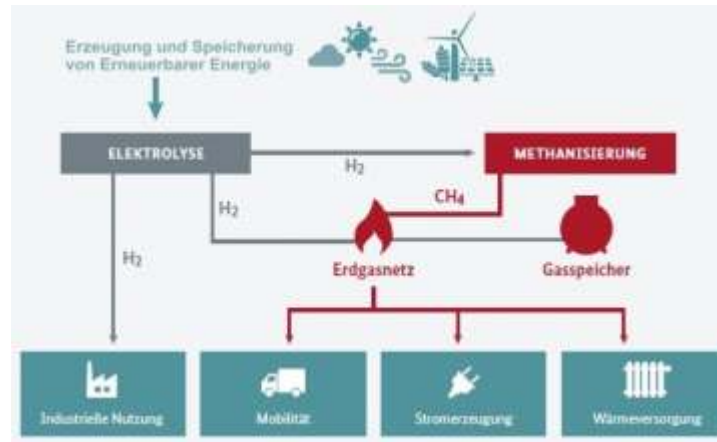 Erzeugung und Speicherung
von Erneuerbarer Energie
ELEKTROLYSE
H₂
METHANISIERUNG
CH₄
H₂
H₂
Erdgasnetz
Gasspeicher
Industrielle Nutzung
Mobilität
Stromerzeugung
Wärmeversorgung